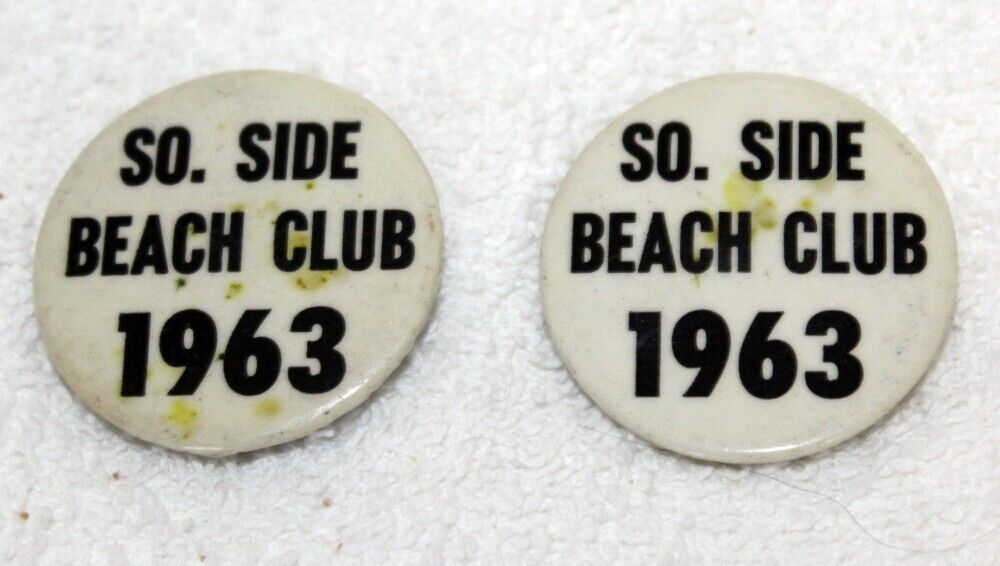 SO. SIDE
BEACH CLUB
1963
SO. SIDE
BEACH CLUB
1963